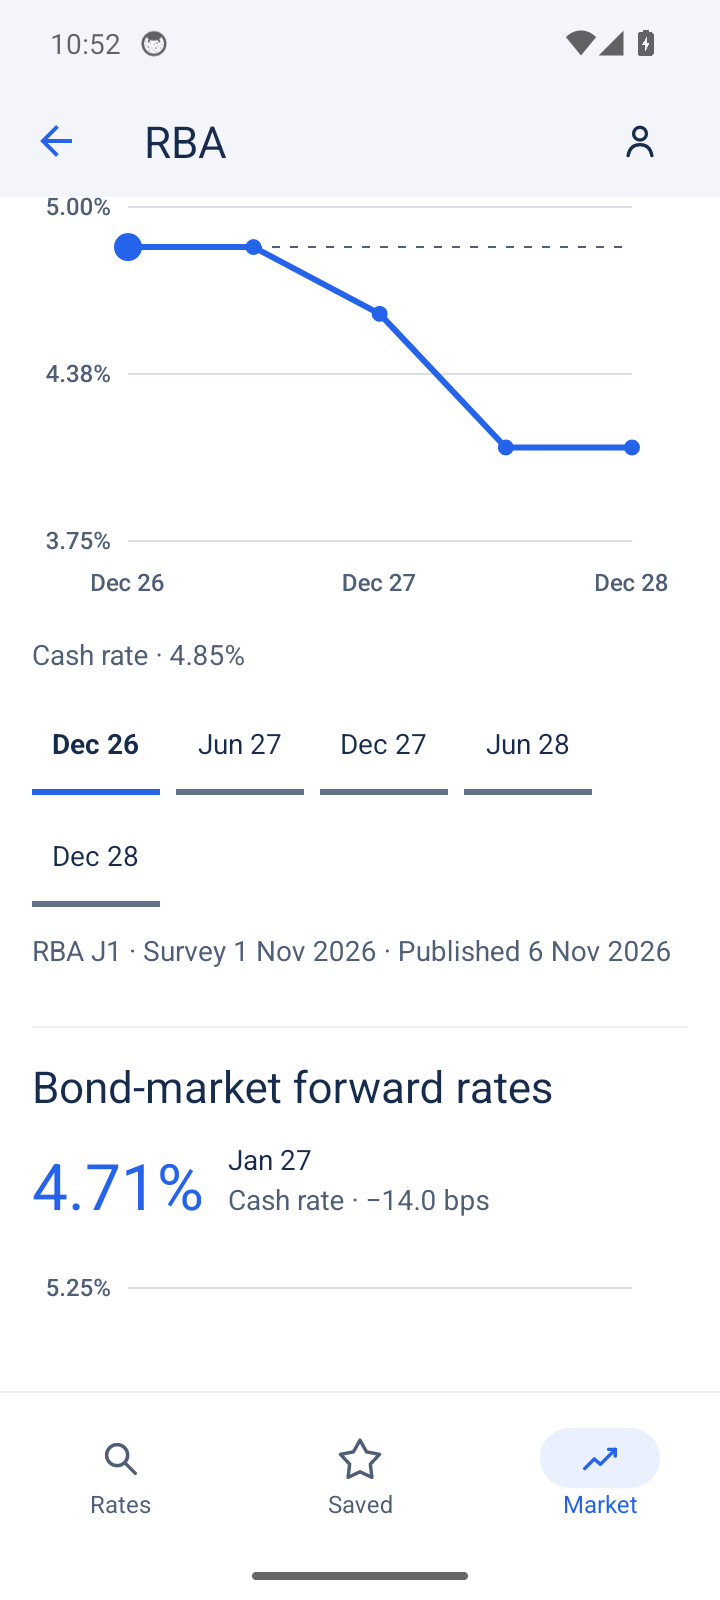 10:52
RBA
5.00%
4.38%
3.75%
Dec 26 Dec 27 Dec 28
Cash rate · 4.85%
Dec 26 Jun 27 Dec 27 Jun 28
Dec 28
RBA J1 · Survey 1 Nov 2026 · Published 6 Nov 2026
Bond-market forward rates
4.71%
Jan 27
Cash rate · −14.0 bps
5.25%
Rates Saved Market